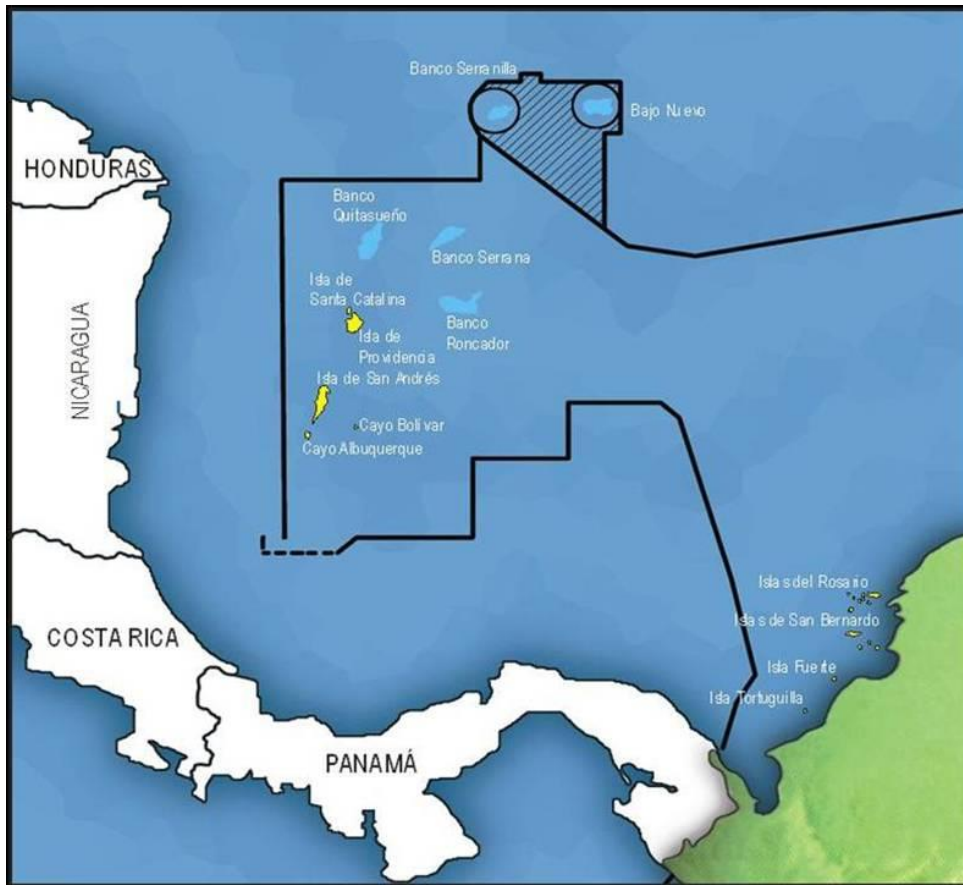 Banco Serranilla
Bajo Nuevo
HONDURAS
Banco
Quitasueño
Banco Serrana
Isla de
Santa Catalina
Banco
Roncador
Isla de
Providencia
NICARAGUA
Isla de San Andrés
Cayo Bolívar
Cayo Albuquerque
Islas del Rosario
Islas de San Bernardo
COSTA RICA
Isla Fuerte
Isla Tortuguilla
PANAMÁ